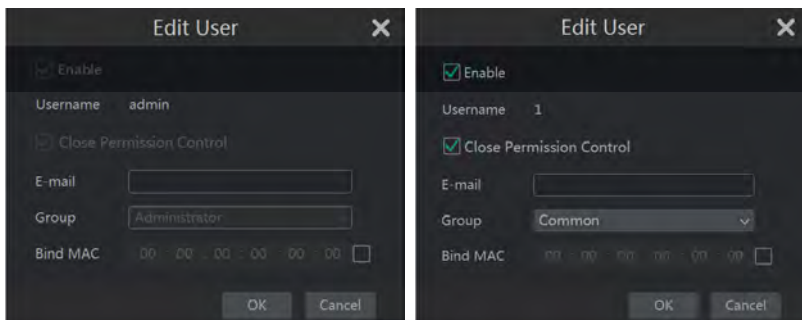 Edit User
Enable
Username admin
Close Permission Control
E-mail
Group Administrator
Bind MAC 00 : 00 : 00 : 00 : 00 : 00
OK Cancel
Edit User
Enable
Username 1
Close Permission Control
E-mail
Group Common
Bind MAC 00 : 00 : 00 : 00 : 00 : 00
OK Cancel